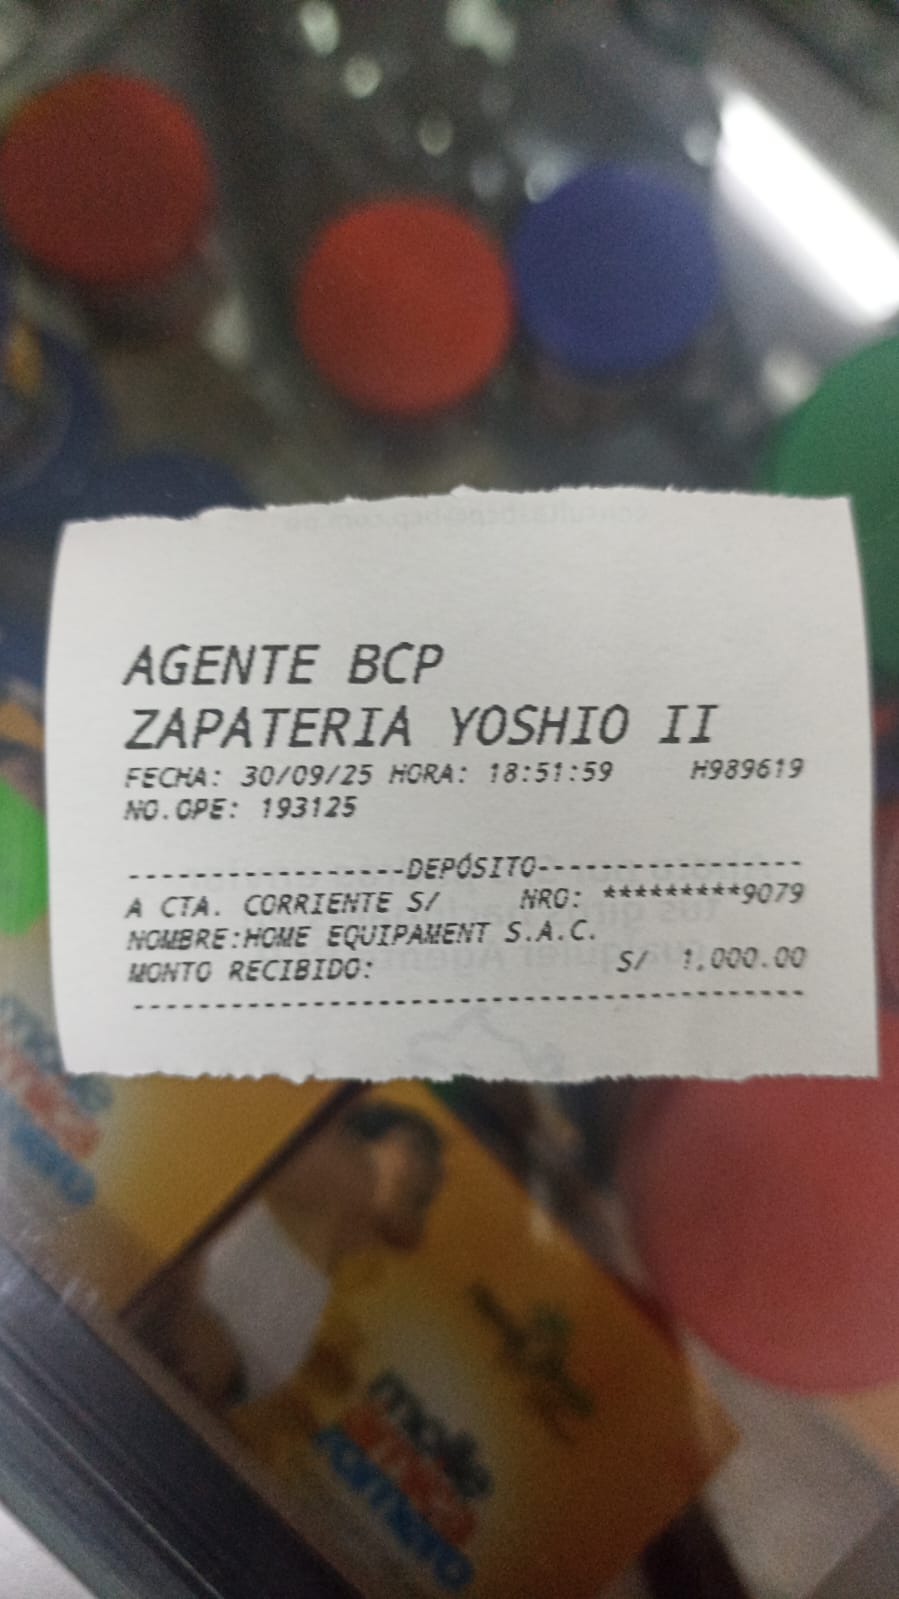 AGENTE BCP
ZAPATERIA YOSHIO II
FECHA: 30/09/25 HORA: 18:51:59 H989619
NO.OPE: 193125
-----------------DEPÓSITO----------------
A CTA. CORRIENTE S/ NRO: *********9079
NOMBRE:HOME EQUIPAMENT S.A.C.
MONTO RECIBIDO: S/ 1,000.00
-----------------------------------------